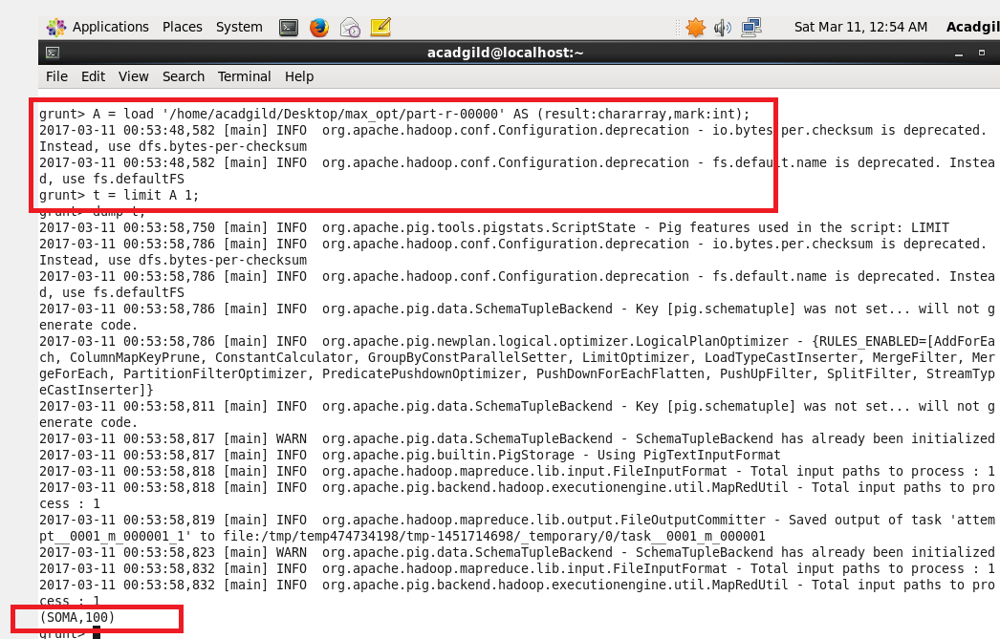 Applications Places System Sat Mar 11, 12:54 AM Acadgil
acadgild@localhost:~
File Edit View Search Terminal Help
grunt> A = load '/home/acadgild/Desktop/max_opt/part-r-00000' AS (result:chararray,mark:int);
2017-03-11 00:53:48,582 [main] INFO  org.apache.hadoop.conf.Configuration.deprecation - io.bytes.per.checksum is deprecated.
Instead, use dfs.bytes-per-checksum
2017-03-11 00:53:48,582 [main] INFO  org.apache.hadoop.conf.Configuration.deprecation - fs.default.name is deprecated. Instea
d, use fs.defaultFS
grunt> t = limit A 1;
grunt> dump t;
2017-03-11 00:53:58,750 [main] INFO  org.apache.pig.tools.pigstats.ScriptState - Pig features used in the script: LIMIT
2017-03-11 00:53:58,786 [main] INFO  org.apache.hadoop.conf.Configuration.deprecation - io.bytes.per.checksum is deprecated.
Instead, use dfs.bytes-per-checksum
2017-03-11 00:53:58,786 [main] INFO  org.apache.hadoop.conf.Configuration.deprecation - fs.default.name is deprecated. Instea
d, use fs.defaultFS
2017-03-11 00:53:58,786 [main] INFO  org.apache.pig.data.SchemaTupleBackend - Key [pig.schematuple] was not set... will not g
enerate code.
2017-03-11 00:53:58,786 [main] INFO  org.apache.pig.newplan.logical.optimizer.LogicalPlanOptimizer - {RULES_ENABLED=[AddForEa
ch, ColumnMapKeyPrune, ConstantCalculator, GroupByConstParallelSetter, LimitOptimizer, LoadTypeCastInserter, MergeFilter, Mer
geForEach, PartitionFilterOptimizer, PredicatePushdownOptimizer, PushDownForEachFlatten, PushUpFilter, SplitFilter, StreamTyp
eCastInserter]}
2017-03-11 00:53:58,811 [main] INFO  org.apache.pig.data.SchemaTupleBackend - Key [pig.schematuple] was not set... will not g
enerate code.
2017-03-11 00:53:58,817 [main] WARN  org.apache.pig.data.SchemaTupleBackend - SchemaTupleBackend has already been initialized
2017-03-11 00:53:58,817 [main] INFO  org.apache.pig.builtin.PigStorage - Using PigTextInputFormat
2017-03-11 00:53:58,818 [main] INFO  org.apache.hadoop.mapreduce.lib.input.FileInputFormat - Total input paths to process : 1
2017-03-11 00:53:58,818 [main] INFO  org.apache.pig.backend.hadoop.executionengine.util.MapRedUtil - Total input paths to pro
cess : 1
2017-03-11 00:53:58,819 [main] INFO  org.apache.hadoop.mapreduce.lib.output.FileOutputCommitter - Saved output of task 'attem
pt__0001_m_000001_1' to file:/tmp/temp474734198/tmp-1451714698/_temporary/0/task__0001_m_000001
2017-03-11 00:53:58,823 [main] WARN  org.apache.pig.data.SchemaTupleBackend - SchemaTupleBackend has already been initialized
2017-03-11 00:53:58,832 [main] INFO  org.apache.hadoop.mapreduce.lib.input.FileInputFormat - Total input paths to process : 1
2017-03-11 00:53:58,832 [main] INFO  org.apache.pig.backend.hadoop.executionengine.util.MapRedUtil - Total input paths to pro
cess : 1
(SOMA,100)
grunt>